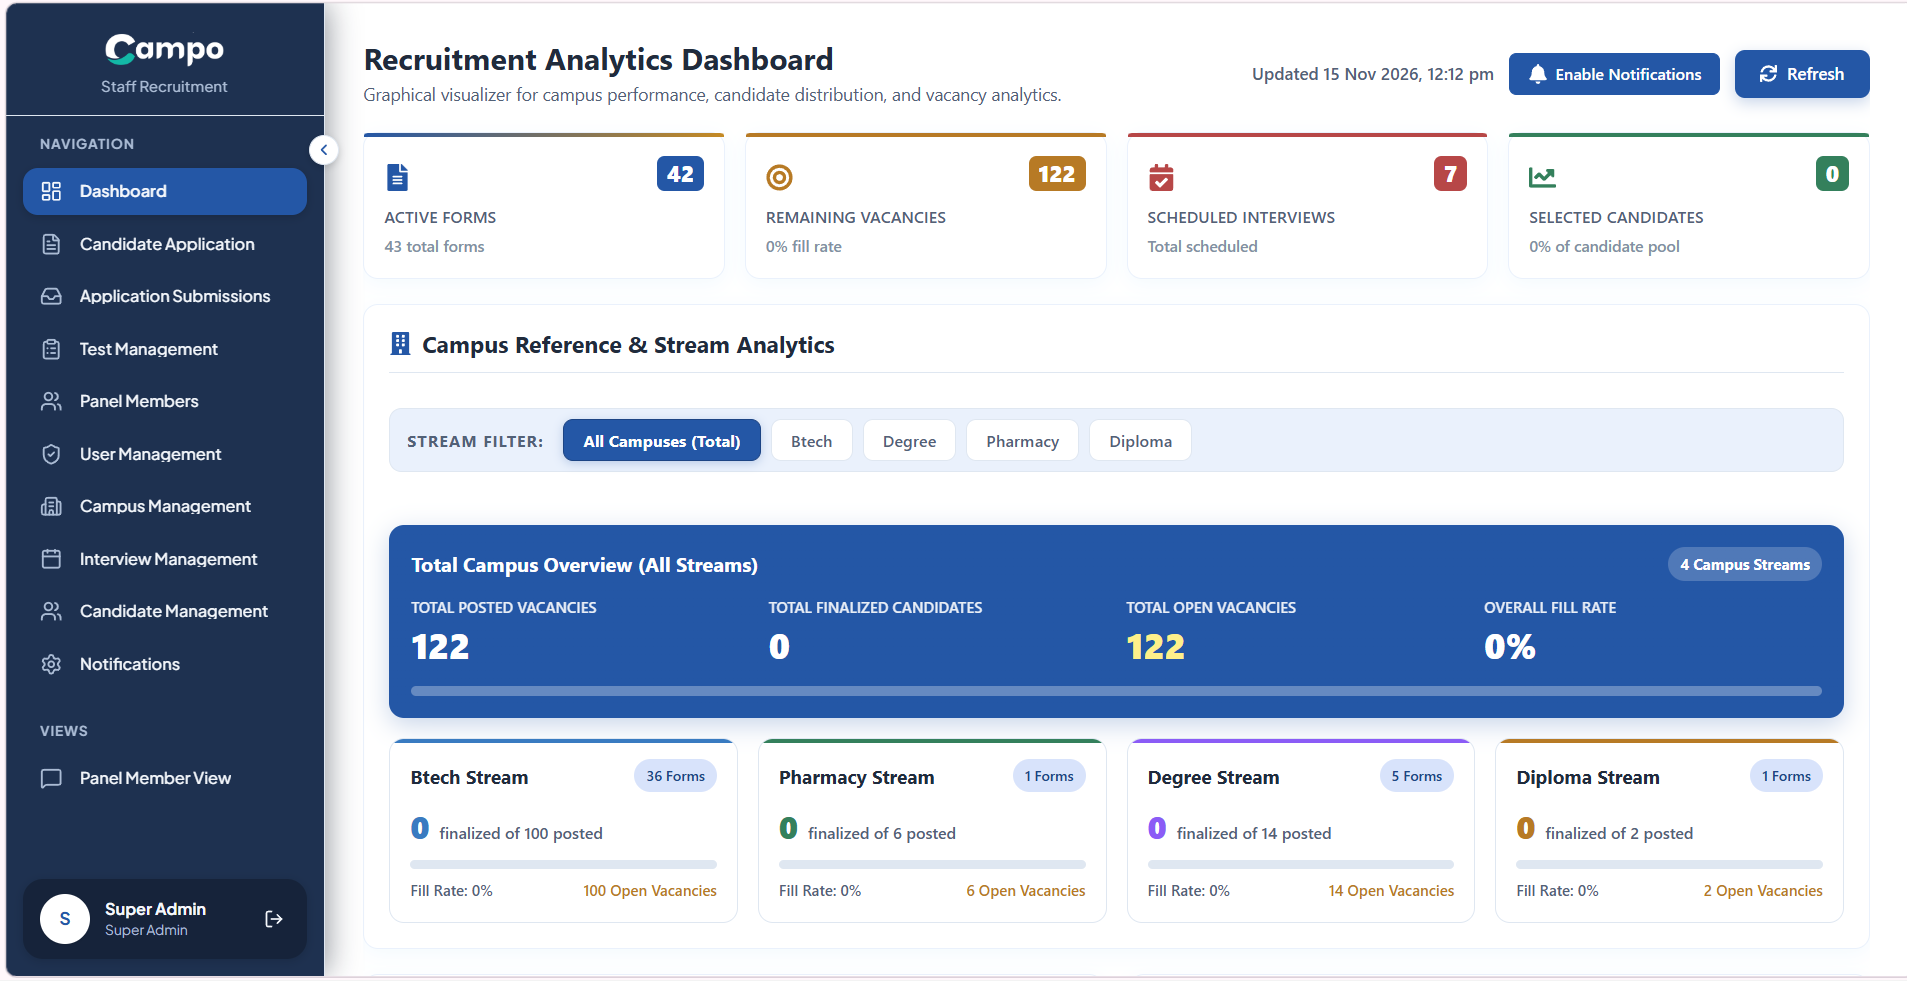 Campo
Staff Recruitment
NAVIGATION
Dashboard
Candidate Application
Application Submissions
Test Management
Panel Members
User Management
Campus Management
Interview Management
Candidate Management
Notifications
VIEWS
Panel Member View
S
Super Admin
Super Admin
Recruitment Analytics Dashboard
Graphical visualizer for campus performance, candidate distribution, and vacancy analytics.
Updated 15 Nov 2026, 12:12 pm
Enable Notifications
Refresh
42
ACTIVE FORMS
43 total forms
122
REMAINING VACANCIES
0% fill rate
7
SCHEDULED INTERVIEWS
Total scheduled
0
SELECTED CANDIDATES
0% of candidate pool
Campus Reference & Stream Analytics
STREAM FILTER: All Campuses (Total) Btech Degree Pharmacy Diploma
Total Campus Overview (All Streams)
4 Campus Streams
TOTAL POSTED VACANCIES
122
TOTAL FINALIZED CANDIDATES
0
TOTAL OPEN VACANCIES
122
OVERALL FILL RATE
0%
Btech Stream
36 Forms
0 finalized of 100 posted
Fill Rate: 0% 100 Open Vacancies
Pharmacy Stream
1 Forms
0 finalized of 6 posted
Fill Rate: 0% 6 Open Vacancies
Degree Stream
5 Forms
0 finalized of 14 posted
Fill Rate: 0% 14 Open Vacancies
Diploma Stream
1 Forms
0 finalized of 2 posted
Fill Rate: 0% 2 Open Vacancies